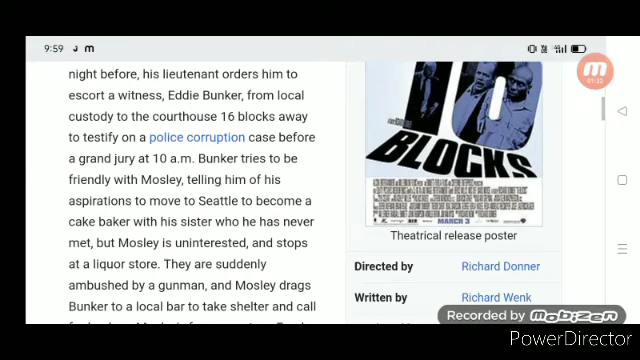 9:59
night before, his lieutenant orders him to
escort a witness, Eddie Bunker, from local
custody to the courthouse 16 blocks away
to testify on a police corruption case before
a grand jury at 10 a.m. Bunker tries to be
friendly with Mosley, telling him of his
aspirations to move to Seattle to become a
cake baker with his sister who he has never
met, but Mosley is uninterested, and stops
at a liquor store. They are suddenly
ambushed by a gunman, and Mosley drags
Bunker to a local bar to take shelter and call
BLOCKS
MARCH 3
Theatrical release poster
Directed by Richard Donner
Written by Richard Wenk
Recorded by Mobizen
PowerDirector